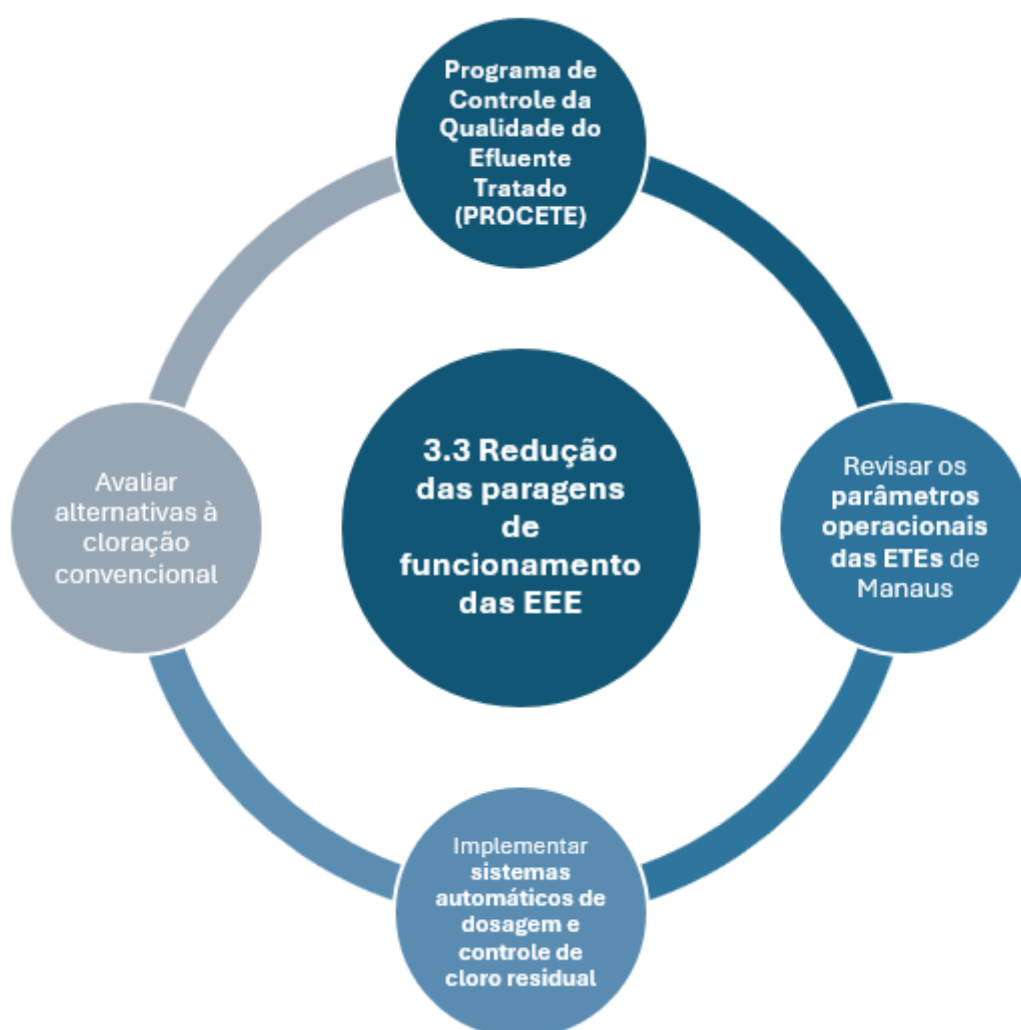 Programa de
Controle da
Qualidade do
Efluente
Tratado
(PROCETE)
3.3 Redução
das paragens
de
funcionamento
das EEE
Revisar os
parâmetros
operacionais
das ETEs de
Manaus
Implementar
sistemas
automáticos de
dosagem e
controle de
cloro residual
Avaliar
alternativas à
cloração
convencional